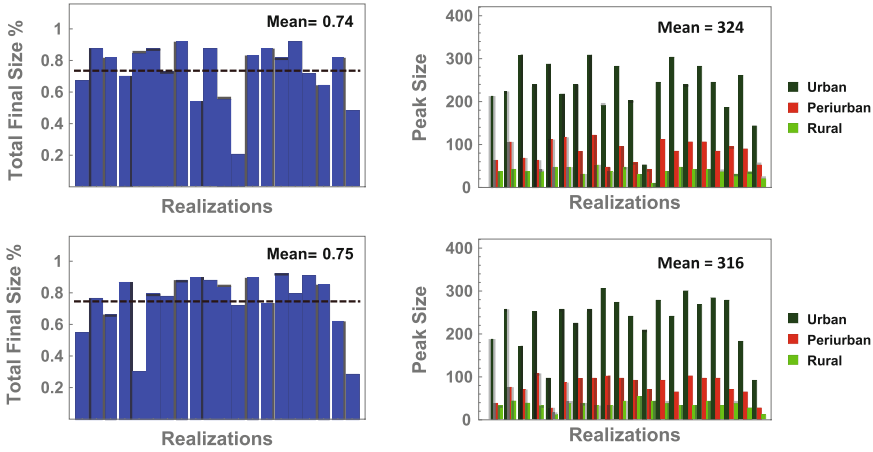 Mean= 0.74
Total Final Size %
1
0.8
0.6
0.4
0.2
Realizations
Mean = 324
Peak Size
400
300
200
100
0
Realizations
Urban
Periurban
Rural
Mean= 0.75
Total Final Size %
1
0.8
0.6
0.4
0.2
Realizations
Mean = 316
Peak Size
400
300
200
100
0
Realizations
Urban
Periurban
Rural